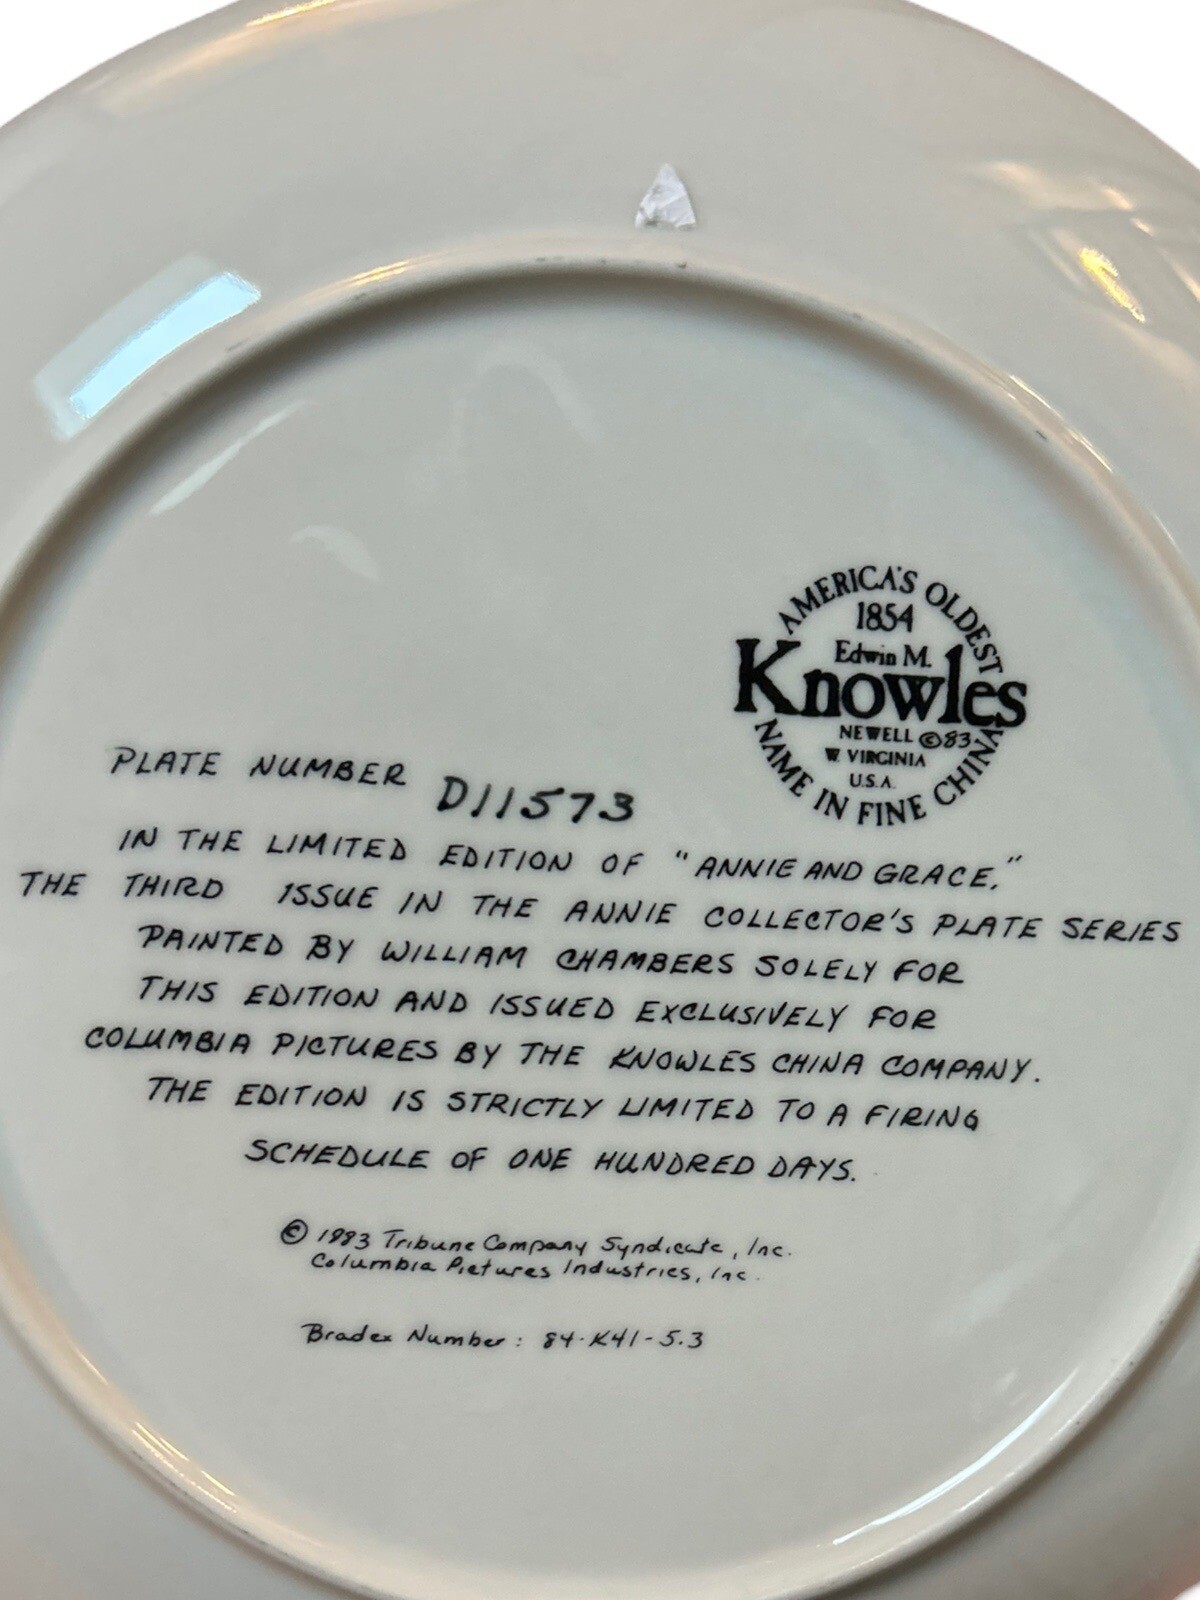 AMERICA'S OLDEST
1854
Edwin M.
Knowles
NEWELL ©83
W. VIRGINIA
U.S.A.
NAME IN FINE CHINA
PLATE NUMBER D11573
IN THE LIMITED EDITION OF "ANNIE AND GRACE,"
THE THIRD ISSUE IN THE ANNIE COLLECTOR'S PLATE SERIES
PAINTED BY WILLIAM CHAMBERS SOLELY FOR
THIS EDITION AND ISSUED EXCLUSIVELY FOR
COLUMBIA PICTURES BY THE KNOWLES CHINA COMPANY.
THE EDITION IS STRICTLY LIMITED TO A FIRING
SCHEDULE OF ONE HUNDRED DAYS.
© 1983 Tribune Company Syndicate, Inc.
Columbia Pictures Industries, Inc.
Bradex Number: 84-K41-5.3